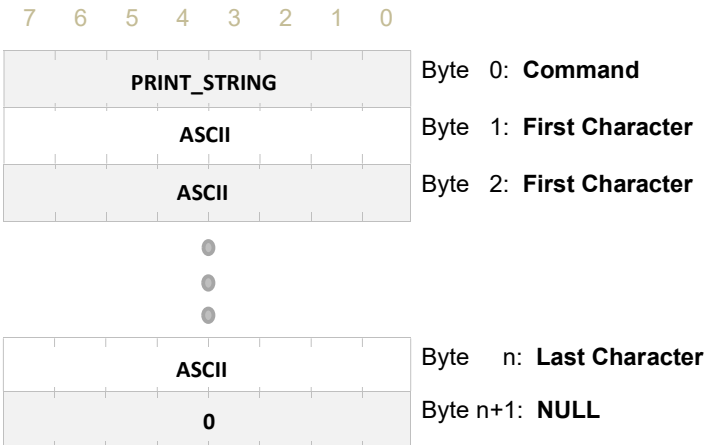 7 6 5 4 3 2 1 0
PRINT_STRING Byte 0: Command
ASCII Byte 1: First Character
ASCII Byte 2: First Character
ASCII Byte n: Last Character
0 Byte n+1: NULL